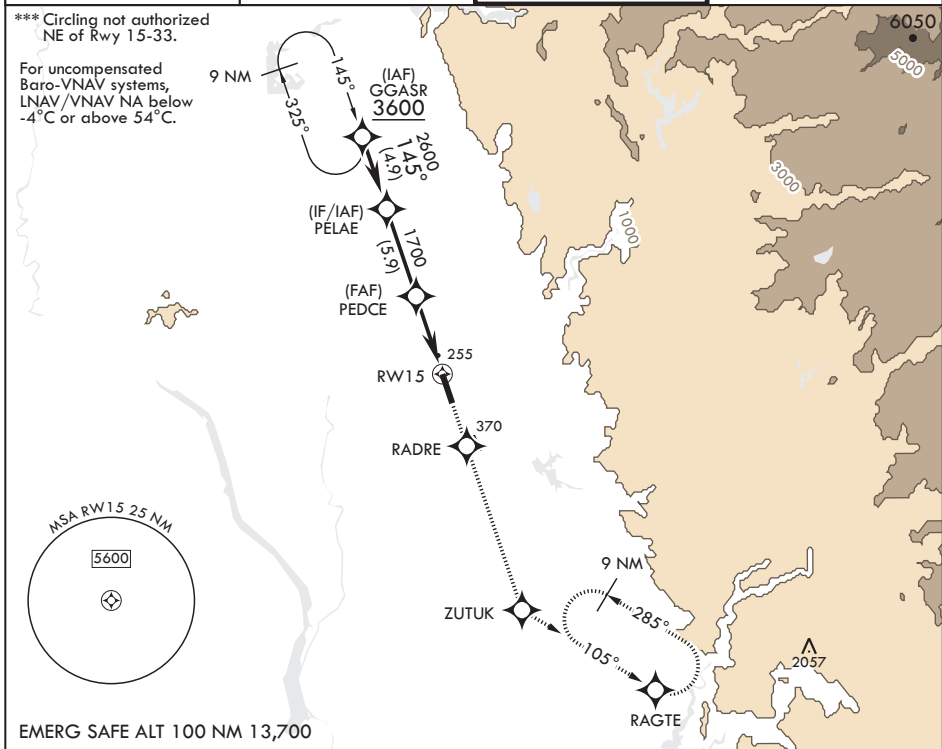 *** Circling not authorized
NE of Rwy 15-33.
For uncompensated
Baro-VNAV systems,
LNAV/VNAV NA below
-4°C or above 54°C.
9 NM
145°
325°
(IAF)
GGASR
3600
2600
145°
(4.9)
(IF/IAF)
PELAE
1700
(5.9)
(FAF)
PEDCE
255
RW15
370
RADRE
6050
5000
3000
1000
MSA RW15 25 NM
5600
ZUTUK
9 NM
285°
105°
RAGTE
2057
EMERG SAFE ALT 100 NM 13,700